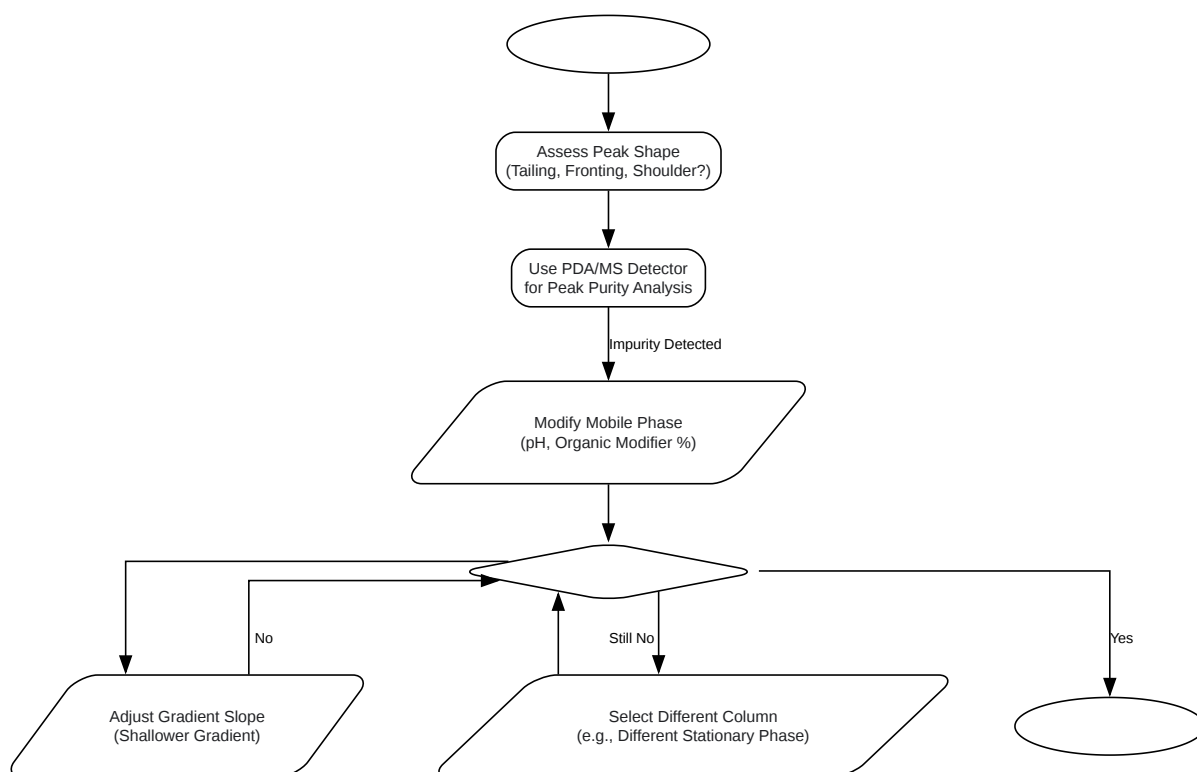 Assess Peak Shape
(Tailing, Fronting, Shoulder?)
Use PDA/MS Detector
for Peak Purity Analysis
Impurity Detected
Modify Mobile Phase
(pH, Organic Modifier %)
No
Still No
Yes
Adjust Gradient Slope
(Shallower Gradient)
Select Different Column
(e.g., Different Stationary Phase)